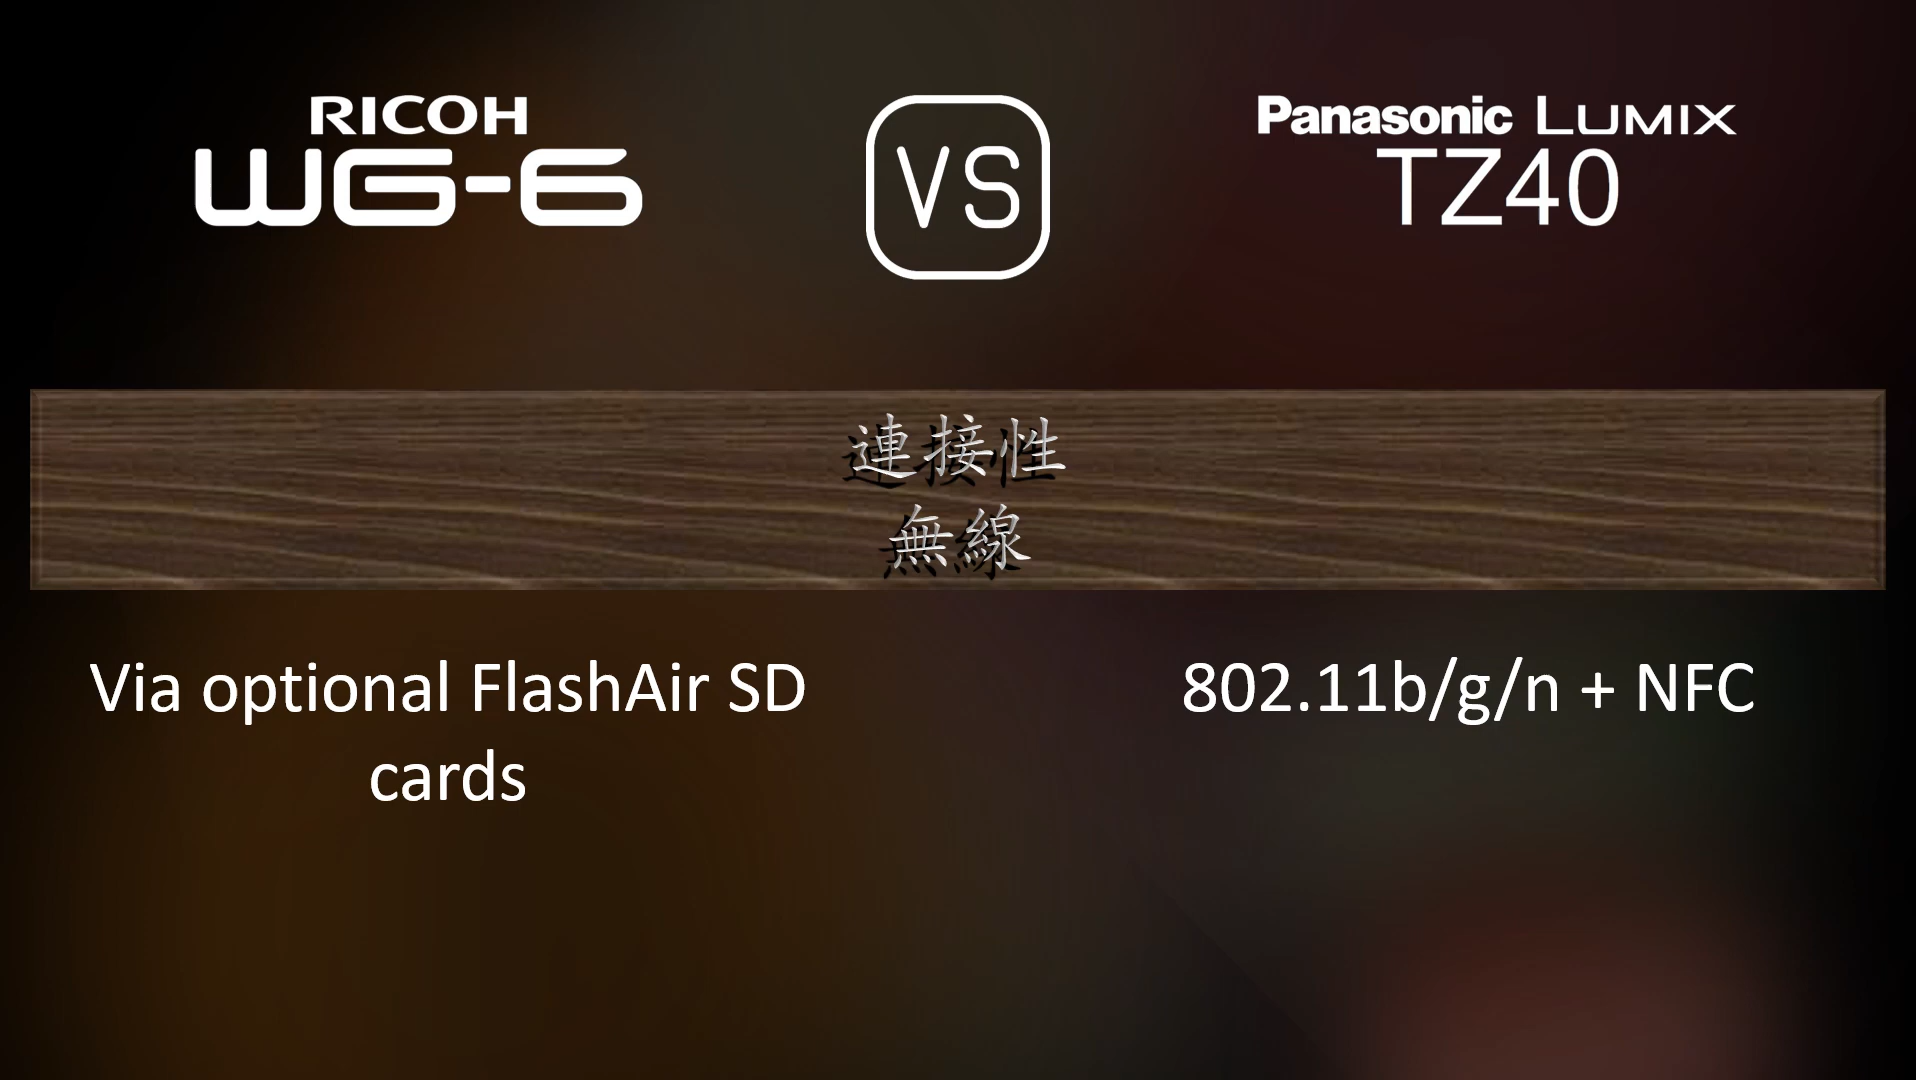 RICOH
WG-6
VS
Panasonic LUMIX
TZ40
連接性
無線
Via optional FlashAir SD
cards
802.11b/g/n + NFC